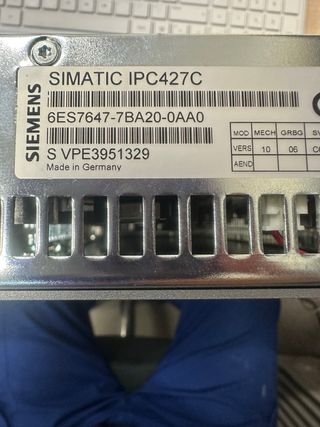 SIEMENS
SIMATIC IPC427C
6ES7647-7BA20-0AA0
S VPE3951329
Made in Germany
MOD MECH GRBG
VERS 10 06
AEND